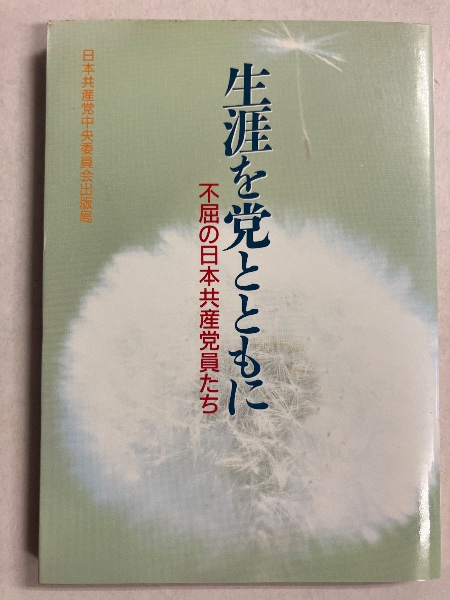 生涯を党とともに
不屈の日本共産党員たち
日本共産党中央委員会出版局